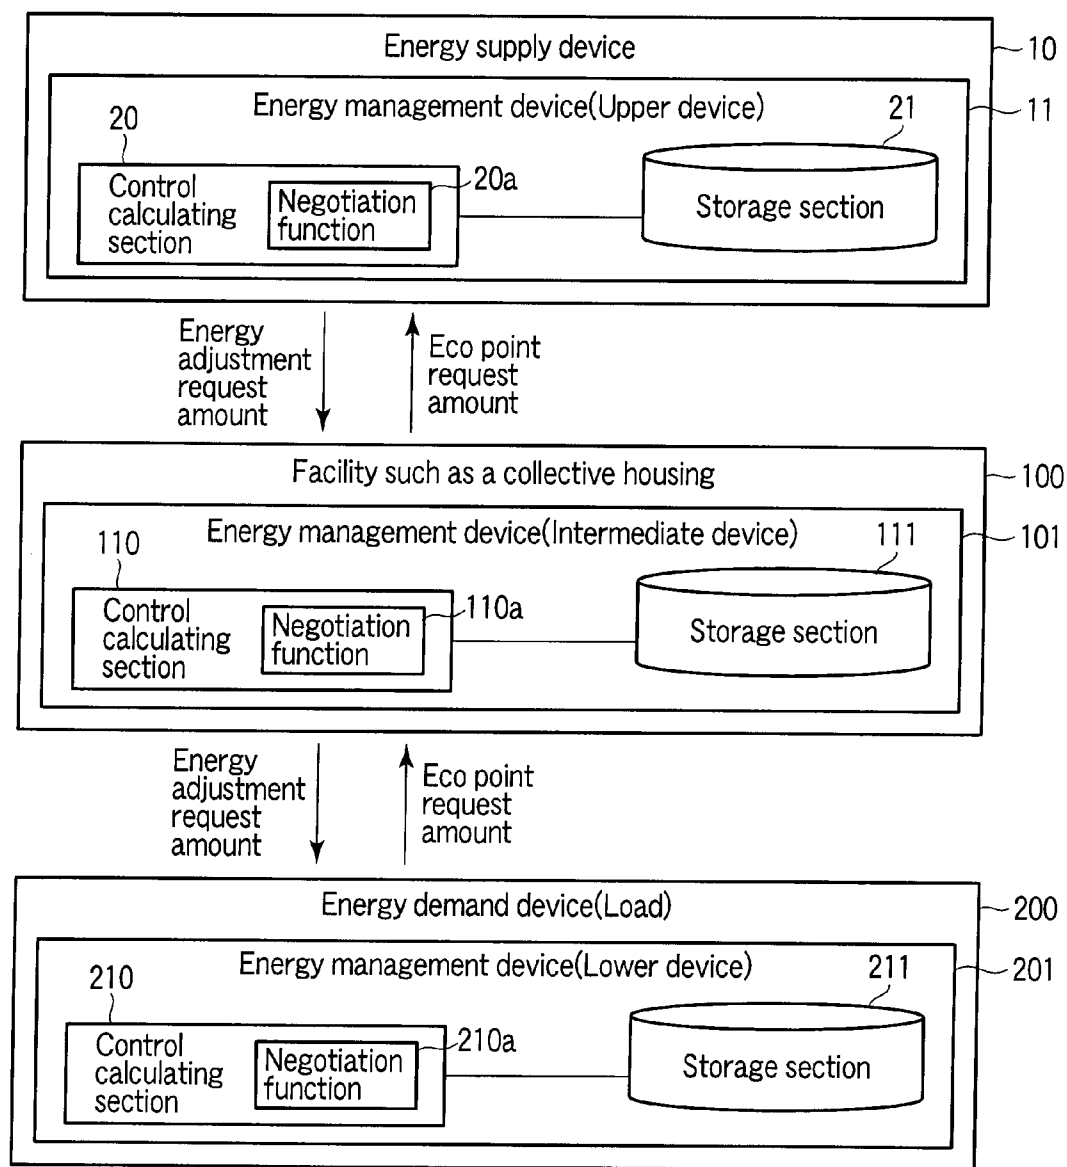 Energy supply device
10
Energy management device(Upper device)
11
20
21
Control
calculating
section
Negotiation
function
20a
Storage section
Energy
adjustment
request
amount
Eco point
request
amount
Facility such as a collective housing
100
Energy management device(Intermediate device)
101
110
111
Control
calculating
section
Negotiation
function
110a
Storage section
Energy
adjustment
request
amount
Eco point
request
amount
Energy demand device(Load)
200
Energy management device(Lower device)
201
210
211
Control
calculating
section
Negotiation
function
210a
Storage section